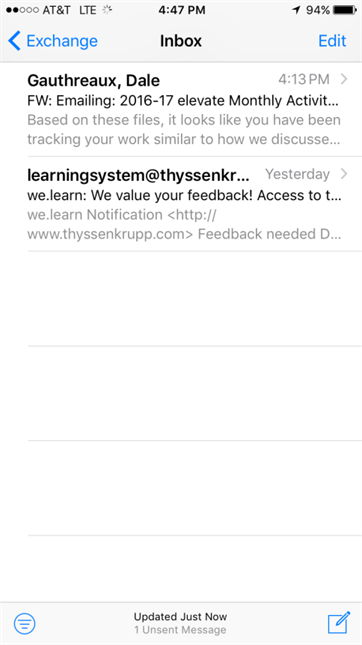 AT&T LTE 4:47 PM 94%
Exchange Inbox Edit
Gauthreaux, Dale 4:13 PM
FW: Emailing: 2016-17 elevate Monthly Activit...
Based on these files, it looks like you have been
tracking your work similar to how we discusse...
learningsystem@thyssenkr... Yesterday
we.learn: We value your feedback! Access to t...
we.learn Notification <http://
www.thyssenkrupp.com> Feedback needed D...
Updated Just Now
1 Unsent Message